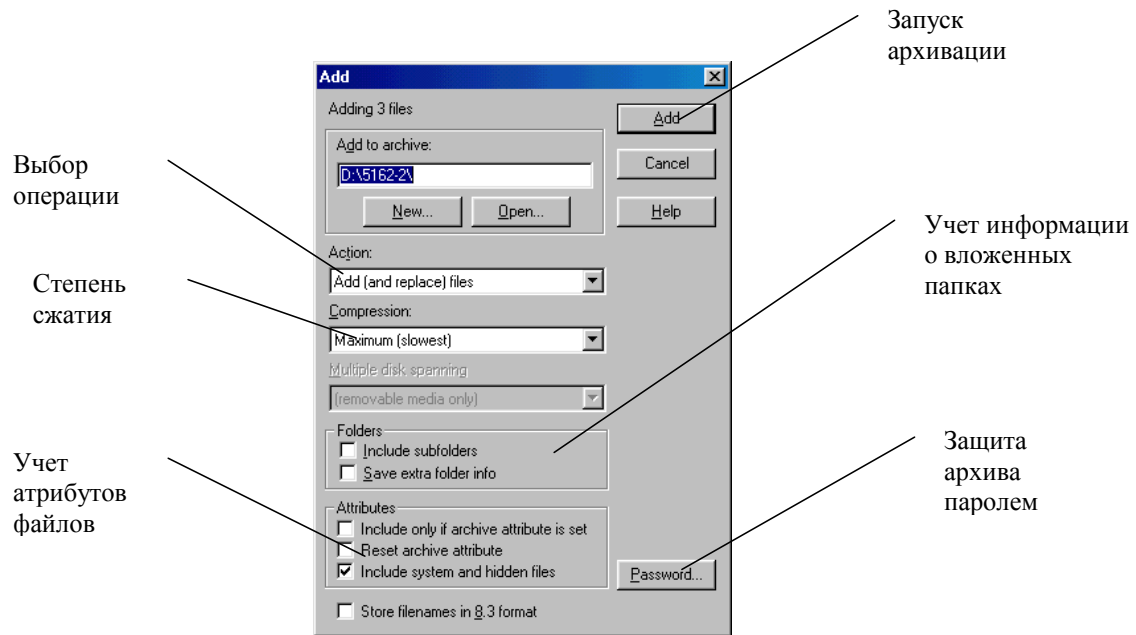 Запуск
архивации
Add
Adding 3 files
Add
Add to archive:
D:\5162-2\
Cancel
New...
Open...
Help
Выбор
операции
Учет информации
о вложенных
папках
Action:
Add (and replace) files
Степень
сжатия
Compression:
Maximum (slowest)
Multiple disk spanning
(removable media only)
Folders
Include subfolders
Save extra folder info
Защита
архива
паролем
Учет
атрибутов
файлов
Attributes
Include only if archive attribute is set
Reset archive attribute
Include system and hidden files
Password...
Store filenames in 8.3 format